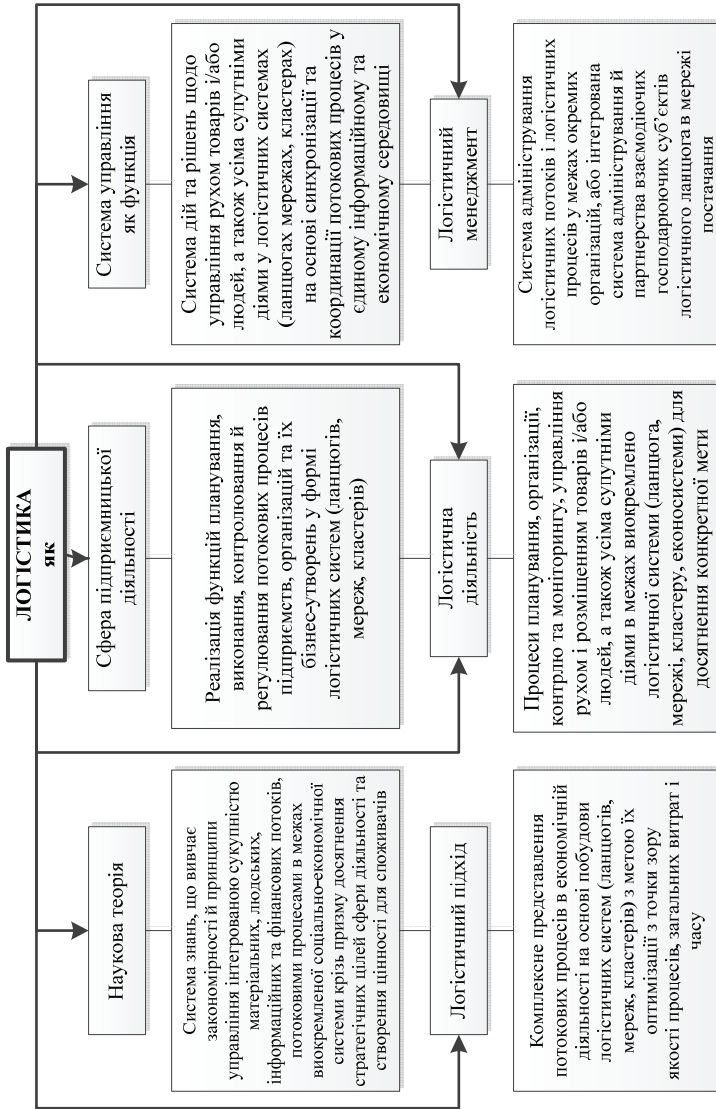 ЛОГІСТИКА
як
Наукова теорія
Сфера підприємницької
діяльності
Система управління
як функція
Система знань, що вивчає
закономірності й принципи
управління інтегрованою сукупністю
матеріальних, людських,
інформаційних та фінансових потоків,
потоковими процесами в межах
виокремленої соціально-економічної
системи крізь призму досягнення
стратегічних цілей сфери діяльності та
створення цінності для споживачів
Реалізація функцій планування,
виконання, контролювання й
регулювання потокових процесів
підприємств, організацій та їх
бізнес-утворень у формі
логістичних систем (ланцюгів,
мереж, кластерів)
Система дій та рішень щодо
управління рухом товарів і/або
людей, а також усіма супутніми
діями у логістичних системах
(ланцюгах мережах, кластерах)
на основі синхронізації та
координації потокових процесів у
єдиному інформаційному та
економічному середовищі
Логістичний підхід
Логістична
діяльність
Логістичний
менеджмент
Комплексне представлення
потокових процесів в економічній
діяльності на основі побудови
логістичних систем (ланцюгів,
мереж, кластерів) з метою їх
оптимізації з точки зору
якості процесів, загальних витрат і
часу
Процеси планування, організації,
контрлю та моніторингу, управління
рухом і розміщенням товарів і/або
людей, а також усіма супутніми
діями в межах виокремлено
логістичної системи (ланцюга,
мережі, кластеру, еконосистеми) для
досягнення конкретної мети
Система адміністрування
логістичних потоків і логістичних
процесів у межах окремих
організацій, або інтегрована
система адміністрування й
партнерства взаємодіючих
господарюючих суб’єктів
логістичного ланцюга в мережі
постачання